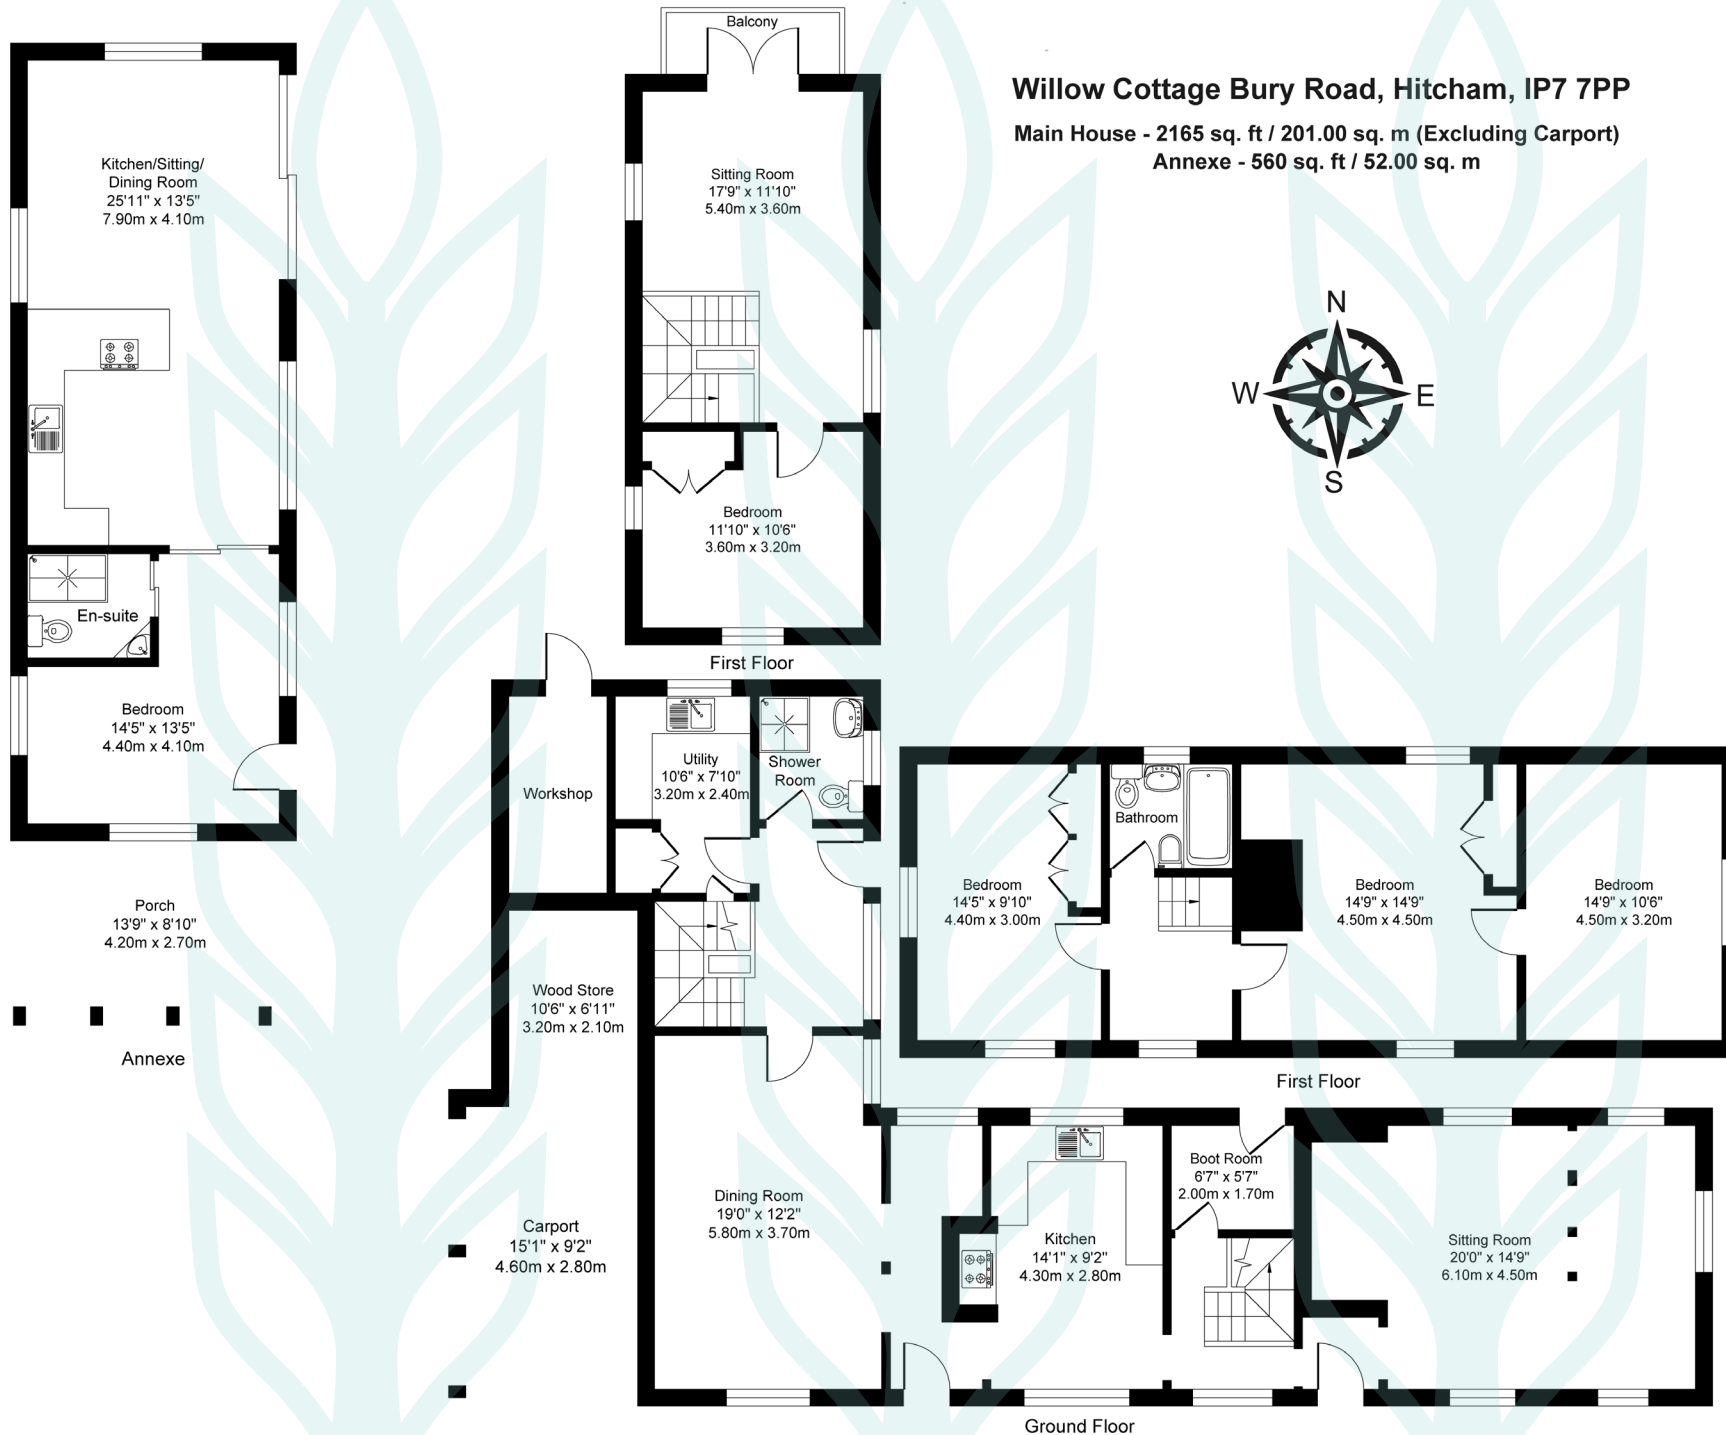 Willow Cottage Bury Road, Hitcham, IP7 7PP
Main House - 2165 sq. ft / 201.00 sq. m (Excluding Carport)
Annexe - 560 sq. ft / 52.00 sq. m
N
W
E
S
Kitchen/Sitting/
Dining Room
25'11" x 13'5"
7.90m x 4.10m
En-suite
Bedroom
14'5" x 13'5"
4.40m x 4.10m
Porch
13'9" x 8'10"
4.20m x 2.70m
Annexe
Balcony
Sitting Room
17'9" x 11'10"
5.40m x 3.60m
Bedroom
11'10" x 10'6"
3.60m x 3.20m
First Floor
Workshop
Utility
10'6" x 7'10"
3.20m x 2.40m
Shower
Room
Wood Store
10'6" x 6'11"
3.20m x 2.10m
Carport
15'1" x 9'2"
4.60m x 2.80m
Dining Room
19'0" x 12'2"
5.80m x 3.70m
Bedroom
14'5" x 9'10"
4.40m x 3.00m
Bathroom
Bedroom
14'9" x 14'9"
4.50m x 4.50m
Bedroom
14'9" x 10'6"
4.50m x 3.20m
First Floor
Kitchen
14'1" x 9'2"
4.30m x 2.80m
Boot Room
6'7" x 5'7"
2.00m x 1.70m
Sitting Room
20'0" x 14'9"
6.10m x 4.50m
Ground Floor